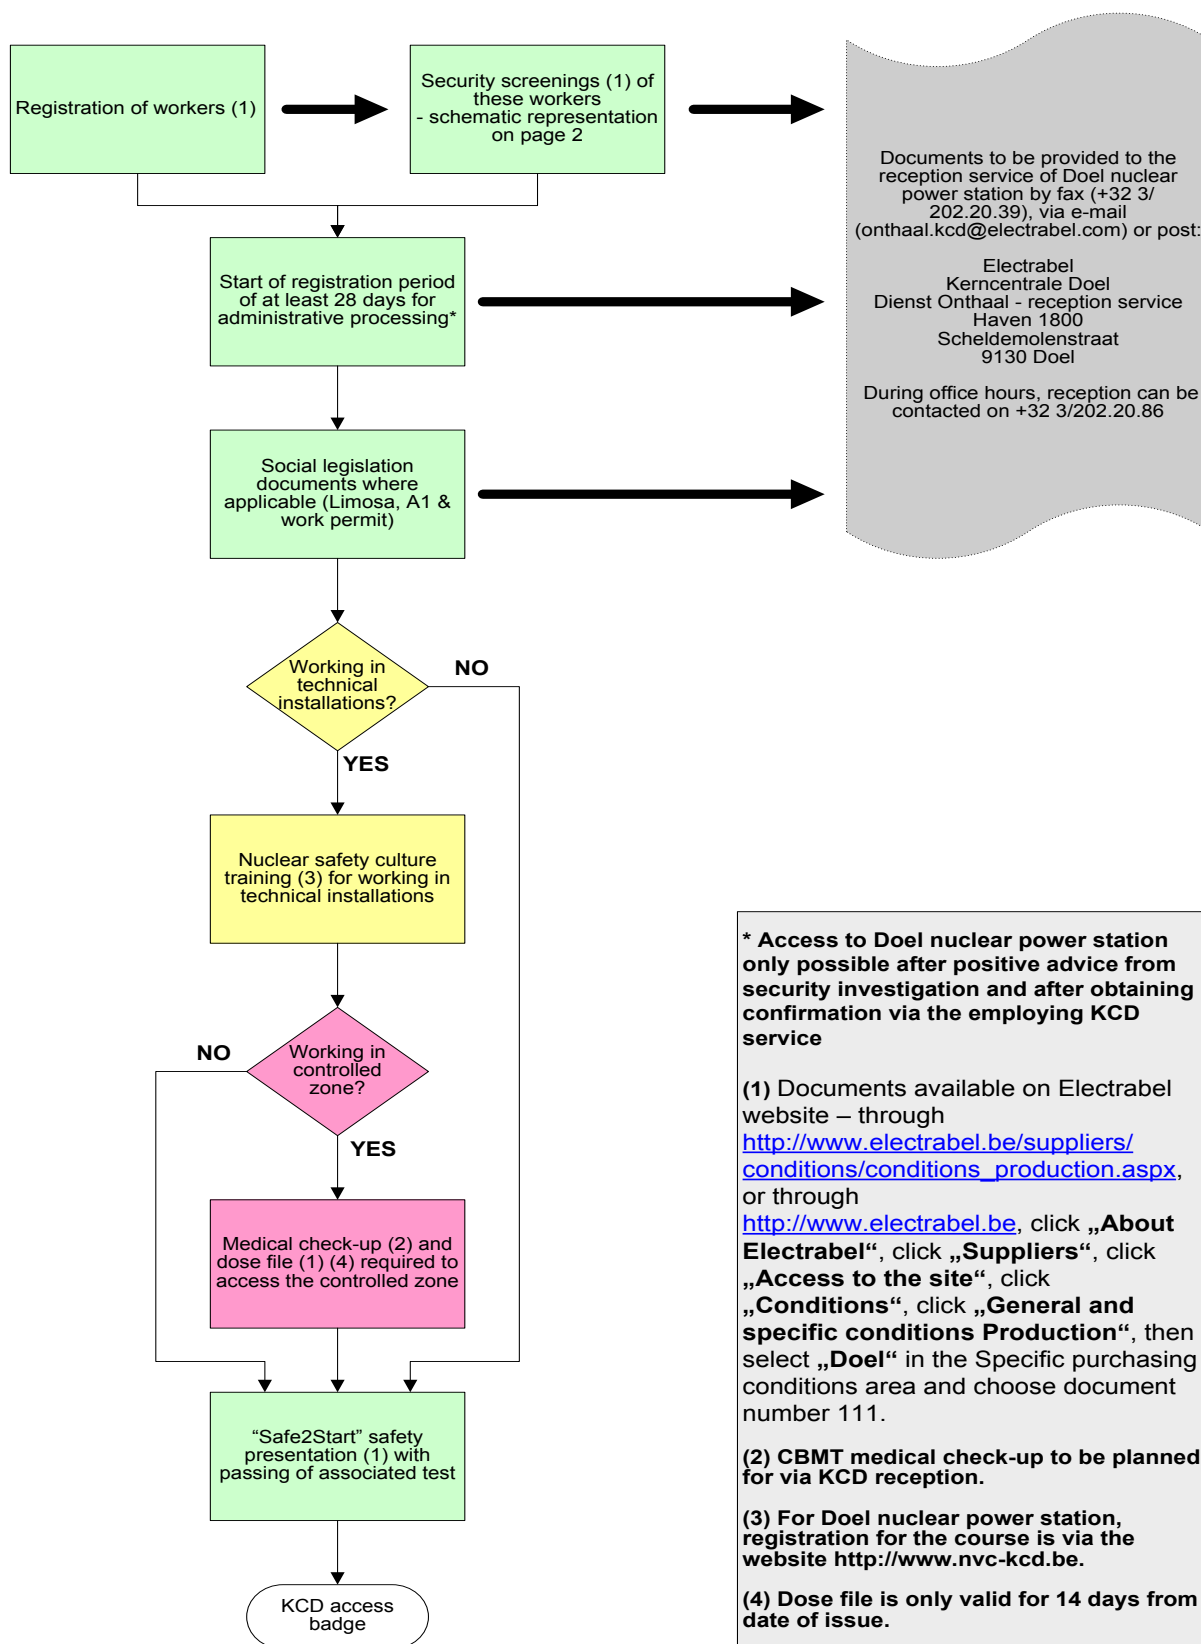 Registration of workers (1)
Security screenings (1) of
these workers
- schematic representation
on page 2
Documents to be provided to the
reception service of Doel nuclear
power station by fax (+32 3/
202.20.39), via e-mail
(onthaal.kcd@electrabel.com) or post:
Electrabel
Kerncentrale Doel
Dienst Onthaal - reception service
Haven 1800
Scheldemolenstraat
9130 Doel
During office hours, reception can be
contacted on +32 3/202.20.86
Start of registration period
of at least 28 days for
administrative processing*
Social legislation
documents where
applicable (Limosa, A1 &
work permit)
Working in
technical
installations?
NO
YES
Nuclear safety culture
training (3) for working in
technical installations
Working in
controlled
zone?
NO
YES
Medical check-up (2) and
dose file (1) (4) required to
access the controlled zone
“Safe2Start” safety
presentation (1) with
passing of associated test
KCD access
badge
* Access to Doel nuclear power station
only possible after positive advice from
security investigation and after obtaining
confirmation via the employing KCD
service
(1) Documents available on Electrabel
website – through
http://www.electrabel.be/suppliers/
conditions/conditions_production.aspx,
or through
http://www.electrabel.be, click „About
Electrabel“, click „Suppliers“, click
„Access to the site“, click
„Conditions“, click „General and
specific conditions Production“, then
select „Doel“ in the Specific purchasing
conditions area and choose document
number 111.
(2) CBMT medical check-up to be planned
for via KCD reception.
(3) For Doel nuclear power station,
registration for the course is via the
website http://www.nvc-kcd.be.
(4) Dose file is only valid for 14 days from
date of issue.